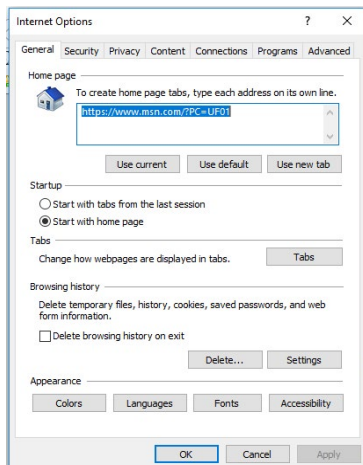 Internet Options
General Security Privacy Content Connections Programs Advanced
Home page
To create home page tabs, type each address on its own line.
https://www.msn.com/?PC=UF01
Use current Use default Use new tab
Startup
Start with tabs from the last session
Start with home page
Tabs
Change how webpages are displayed in tabs. Tabs
Browsing history
Delete temporary files, history, cookies, saved passwords, and web
form information.
Delete browsing history on exit
Delete... Settings
Appearance
Colors Languages Fonts Accessibility
OK Cancel Apply